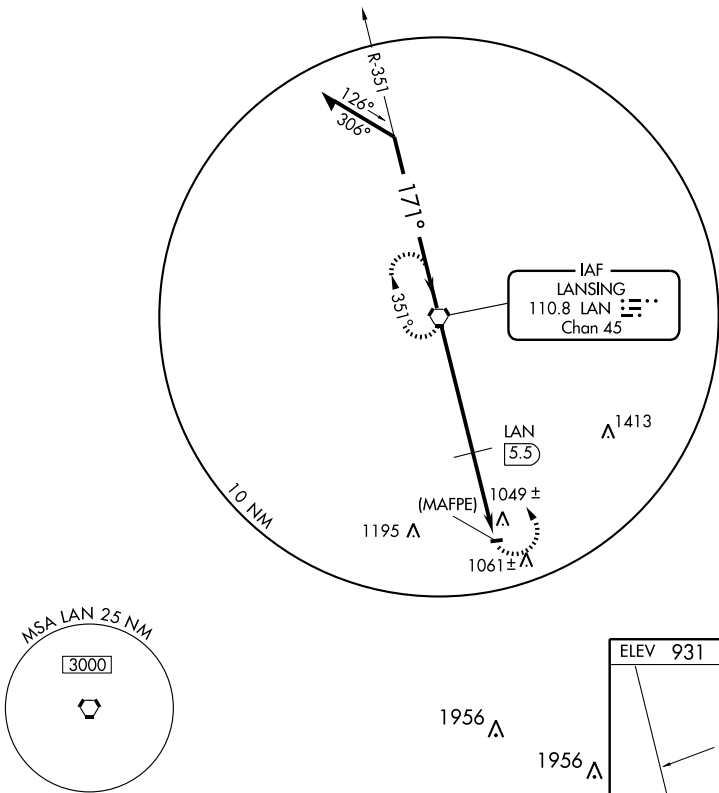 R-351
126°
306°
171°
351°
IAF
LANSING
110.8 LAN
Chan 45
LAN
5.5
1413
1049 ±
(MAFPE)
1195
1061±
10 NM
MSA LAN 25 NM
3000
ELEV 931
1956
1956